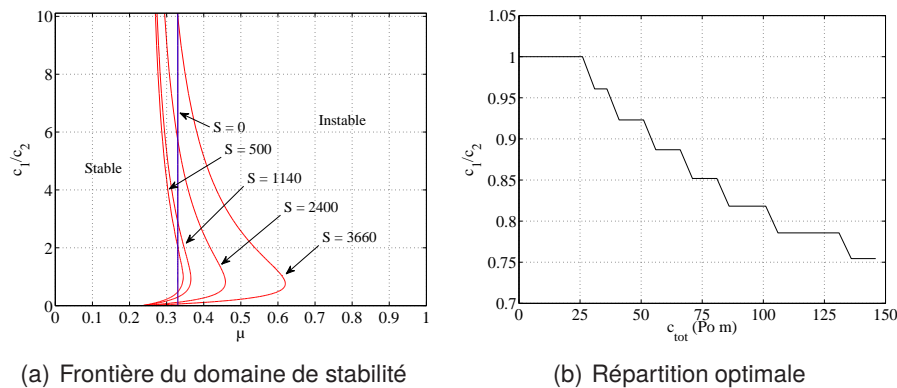 10
8
6
4
2
0
c1/c2
0 0.1 0.2 0.3 0.4 0.5 0.6 0.7 0.8 0.9 1
μ
Stable
Instable
S = 0
S = 500
S = 1140
S = 2400
S = 3660
(a) Frontière du domaine de stabilité
1
0.95
0.9
0.85
0.8
0.75
0.7
c1/c2
0 25 50 75 100 125 150
ctot (Po m)
(b) Répartition optimale